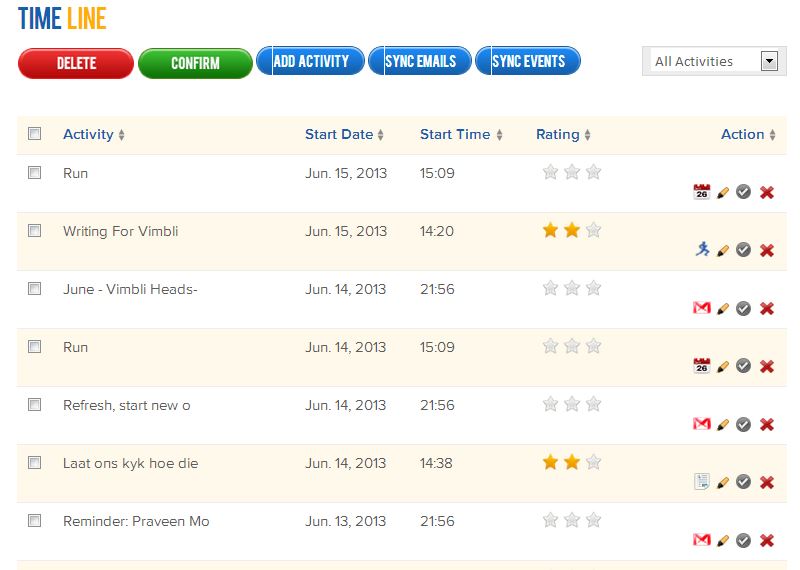 TIME LINE
DELETE CONFIRM ADD ACTIVITY SYNC EMAILS SYNC EVENTS All Activities
Activity Start Date Start Time Rating Action
Run Jun. 15, 2013 15:09
26
Writing For Vimbli Jun. 15, 2013 14:20
June - Vimbli Heads- Jun. 14, 2013 21:56
Run Jun. 14, 2013 15:09
26
Refresh, start new o Jun. 14, 2013 21:56
Laat ons kyk hoe die Jun. 14, 2013 14:38
Reminder: Praveen Mo Jun. 13, 2013 21:56